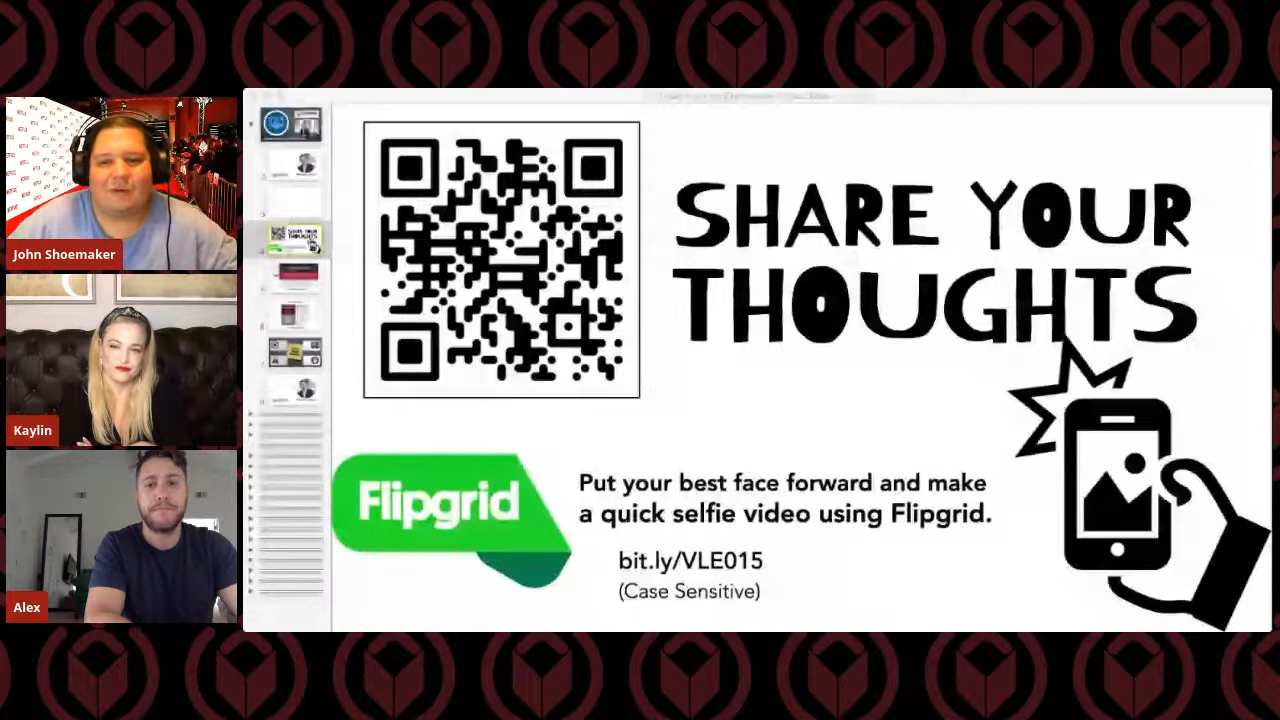 John Shoemaker
Kaylin
Alex
SHARE YOUR
THOUGHTS
Flipgrid
Put your best face forward and make
a quick selfie video using Flipgrid.
bit.ly/VLE015
(Case Sensitive)